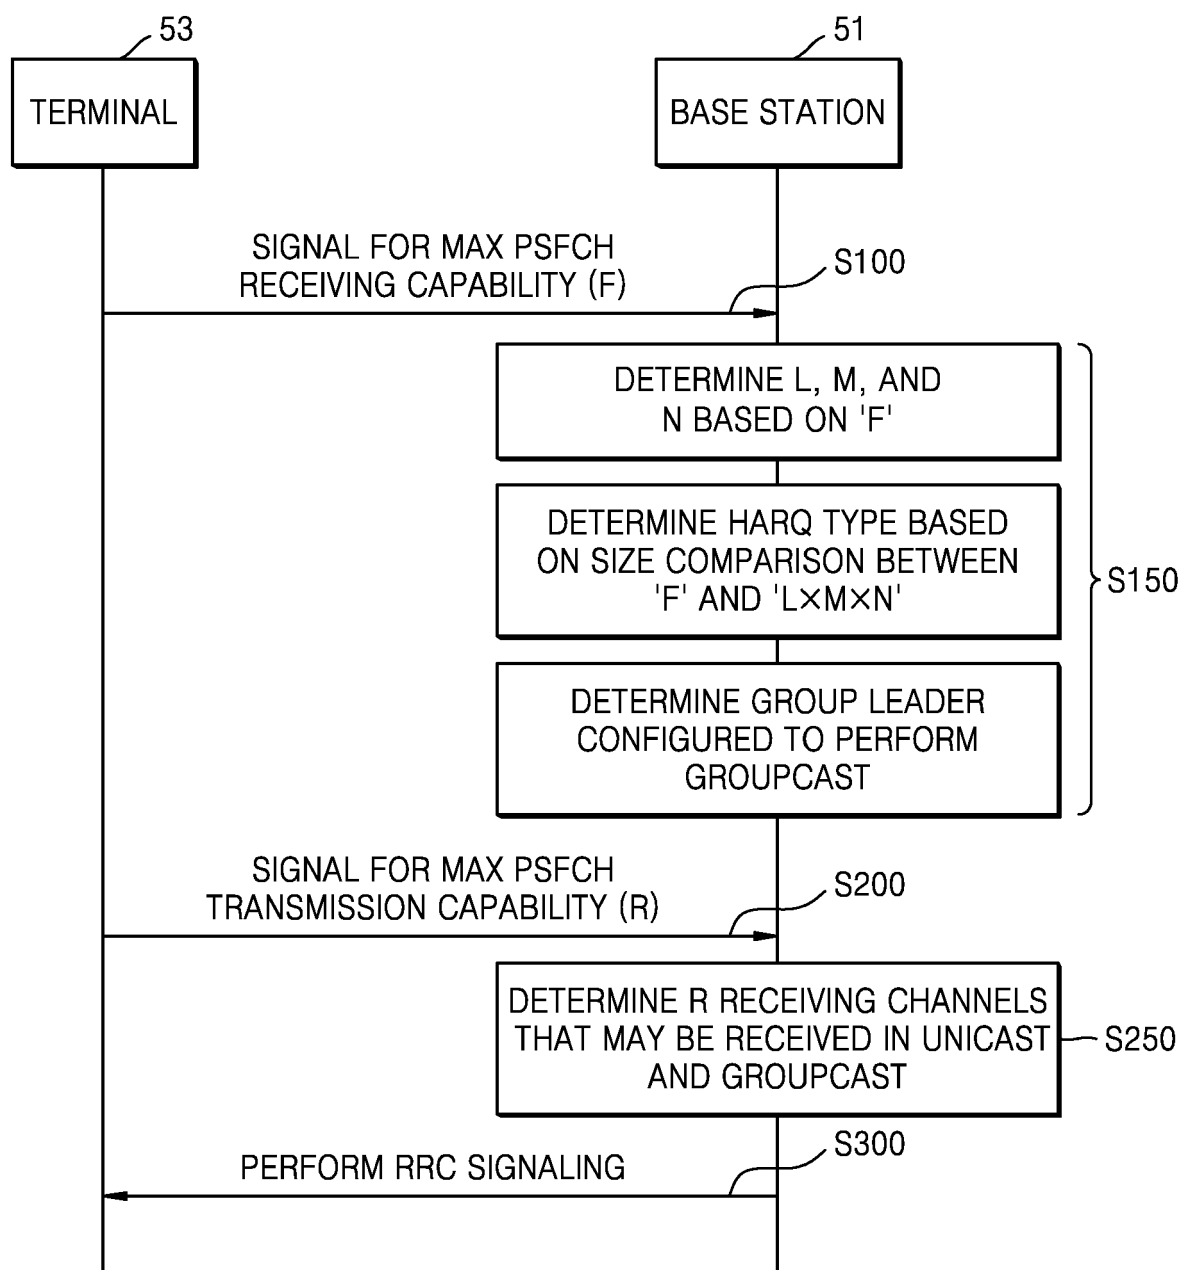 53
51
TERMINAL
BASE STATION
SIGNAL FOR MAX PSFCH
RECEIVING CAPABILITY (F)
S100
DETERMINE L, M, AND
N BASED ON 'F'
DETERMINE HARQ TYPE BASED
ON SIZE COMPARISON BETWEEN
'F' AND 'L×M×N'
S150
DETERMINE GROUP LEADER
CONFIGURED TO PERFORM
GROUPCAST
SIGNAL FOR MAX PSFCH
TRANSMISSION CAPABILITY (R)
S200
DETERMINE R RECEIVING CHANNELS
THAT MAY BE RECEIVED IN UNICAST
AND GROUPCAST
S250
PERFORM RRC SIGNALING
S300